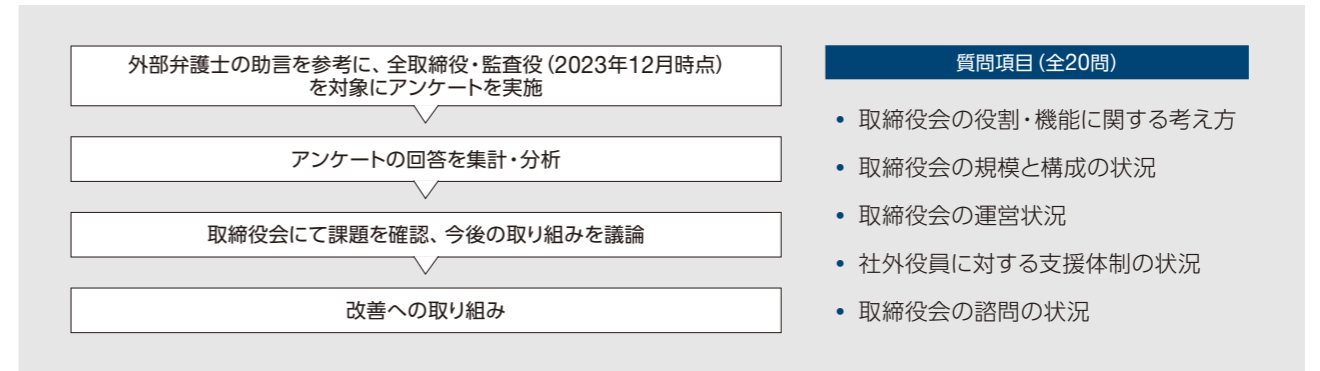 外部弁護士の助言を参考に、全取締役・監査役（2023年12月時点）
を対象にアンケートを実施
アンケートの回答を集計・分析
取締役会にて課題を確認、今後の取り組みを議論
改善への取り組み
質問項目（全20問）
• 取締役会の役割・機能に関する考え方
• 取締役会の規模と構成の状況
• 取締役会の運営状況
• 社外役員に対する支援体制の状況
• 取締役会の諮問の状況